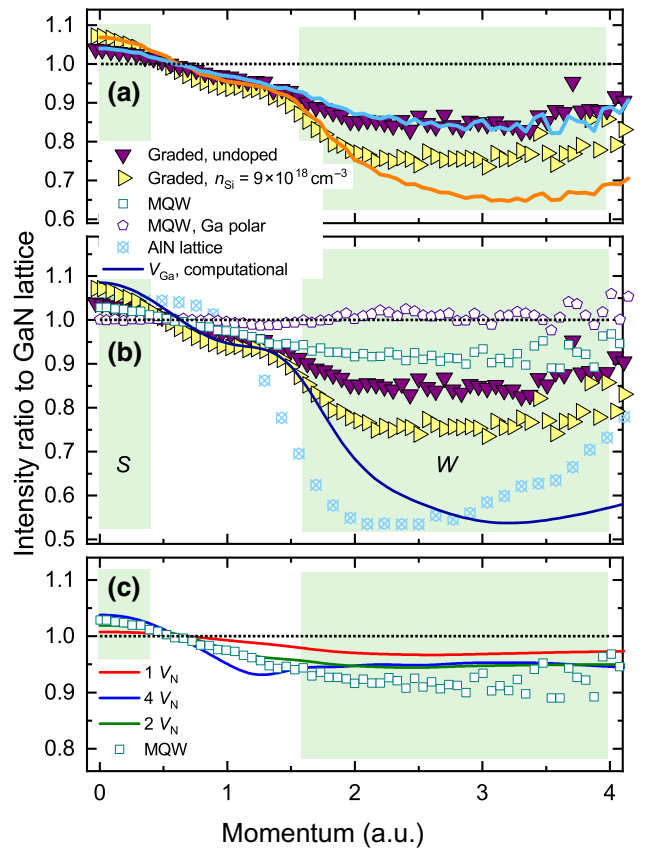 Intensity ratio to GaN lattice
1.1
1.0
0.9
0.8
0.7
0.6
(a)
Graded, undoped
Graded, nSi = 9×10¹⁸ cm⁻³
MQW
MQW, Ga polar
AlN lattice
VGa, computational
1.1
1.0
0.9
0.8
0.7
0.6
0.5
(b)
S
W
1.1
1.0
0.9
0.8
(c)
1 VN
4 VN
2 VN
MQW
0 1 2 3 4
Momentum (a.u.)